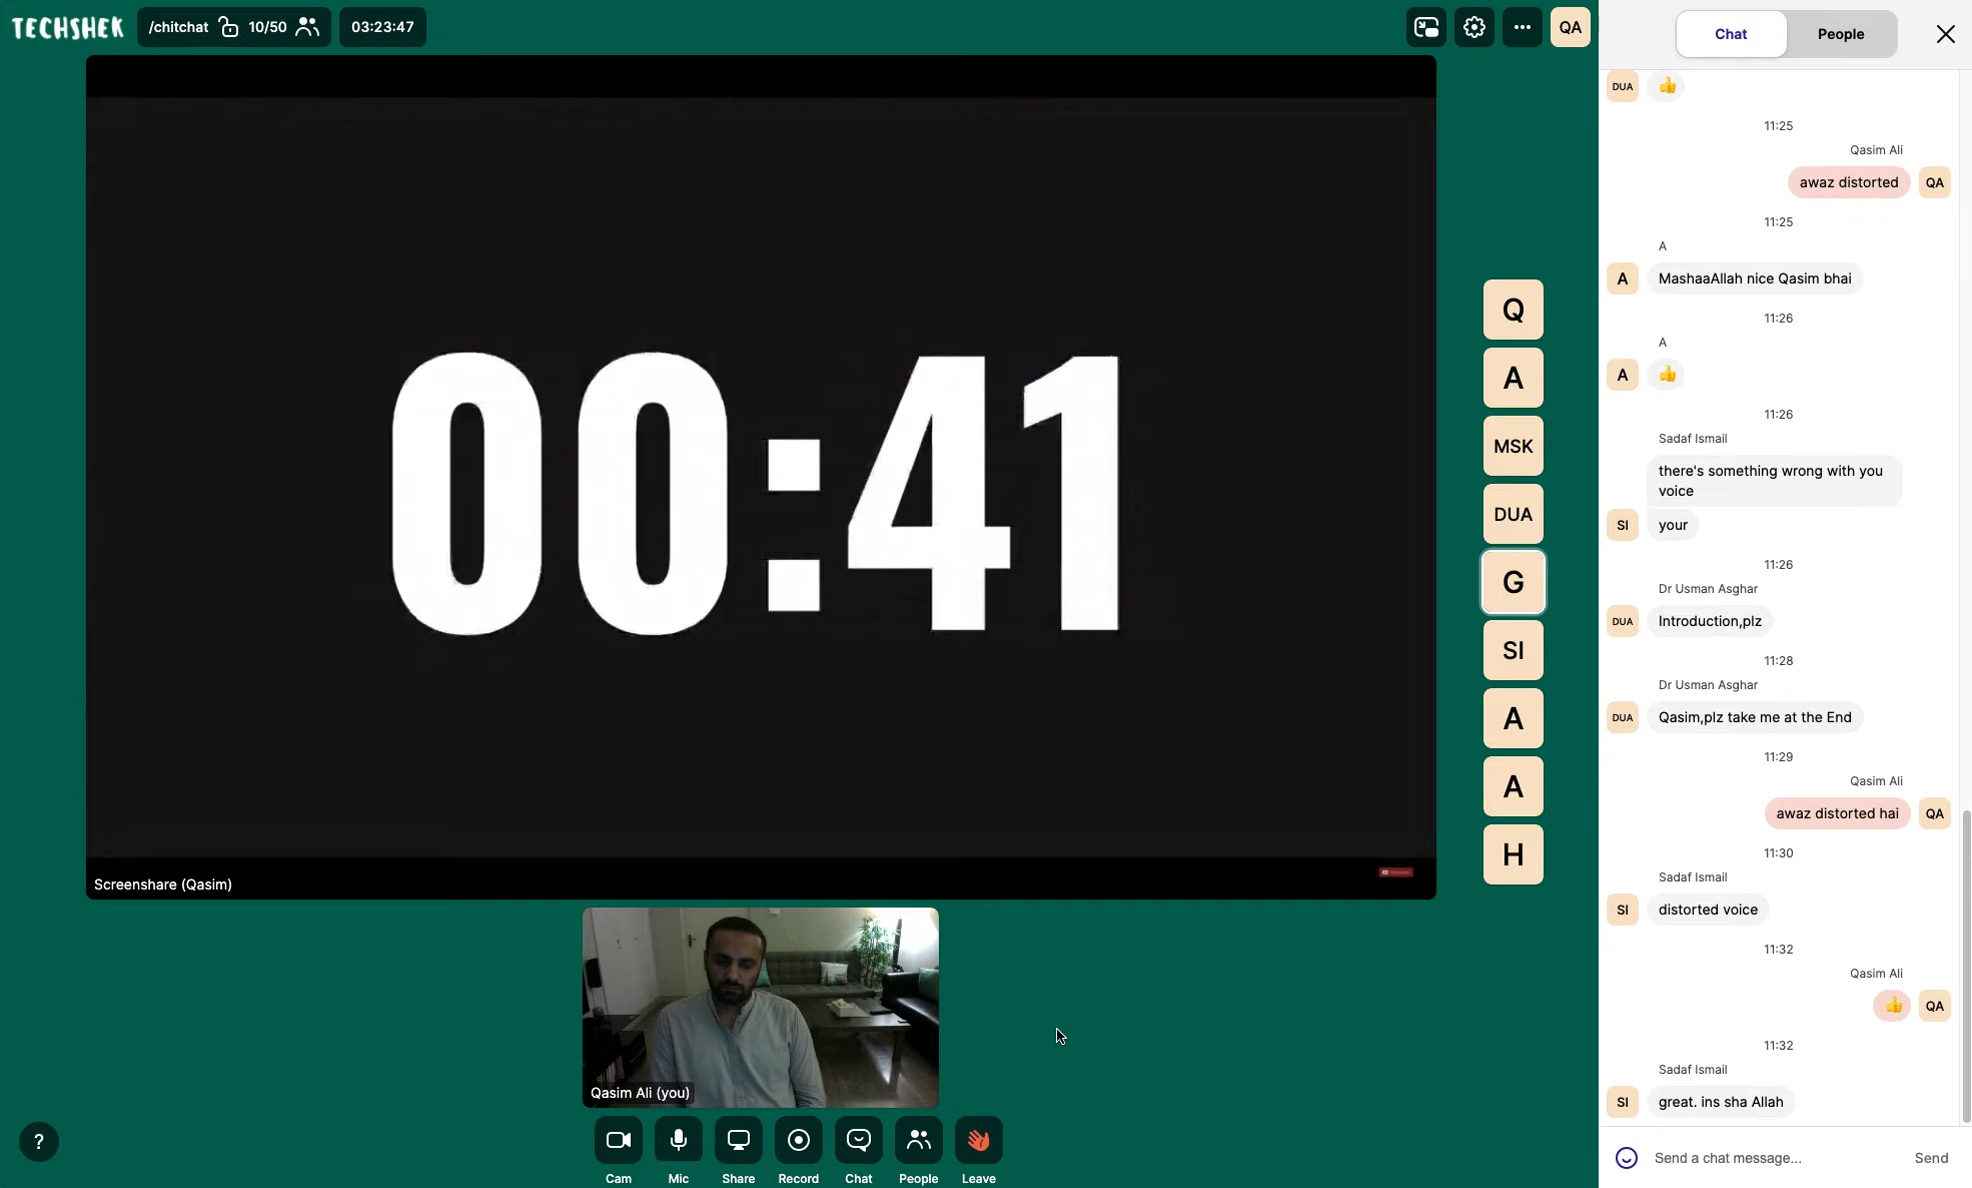 TECHSHEK
/chitchat 10/50
03:23:47
QA
Chat
People
00:41
Screenshare (Qasim)
Q
A
MSK
DUA
G
SI
A
A
H
Qasim Ali (you)
?
Cam
Mic
Share
Record
Chat
People
Leave
DUA 👍
11:25
Qasim Ali
awaz distorted QA
11:25
A
A MashaaAllah nice Qasim bhai
11:26
A
A 👍
11:26
Sadaf Ismail
there's something wrong with you
voice
SI your
11:26
Dr Usman Asghar
DUA Introduction,plz
11:28
Dr Usman Asghar
DUA Qasim,plz take me at the End
11:29
Qasim Ali
awaz distorted hai QA
11:30
Sadaf Ismail
SI distorted voice
11:32
Qasim Ali
👍 QA
11:32
Sadaf Ismail
SI great. ins sha Allah
Send a chat message... Send